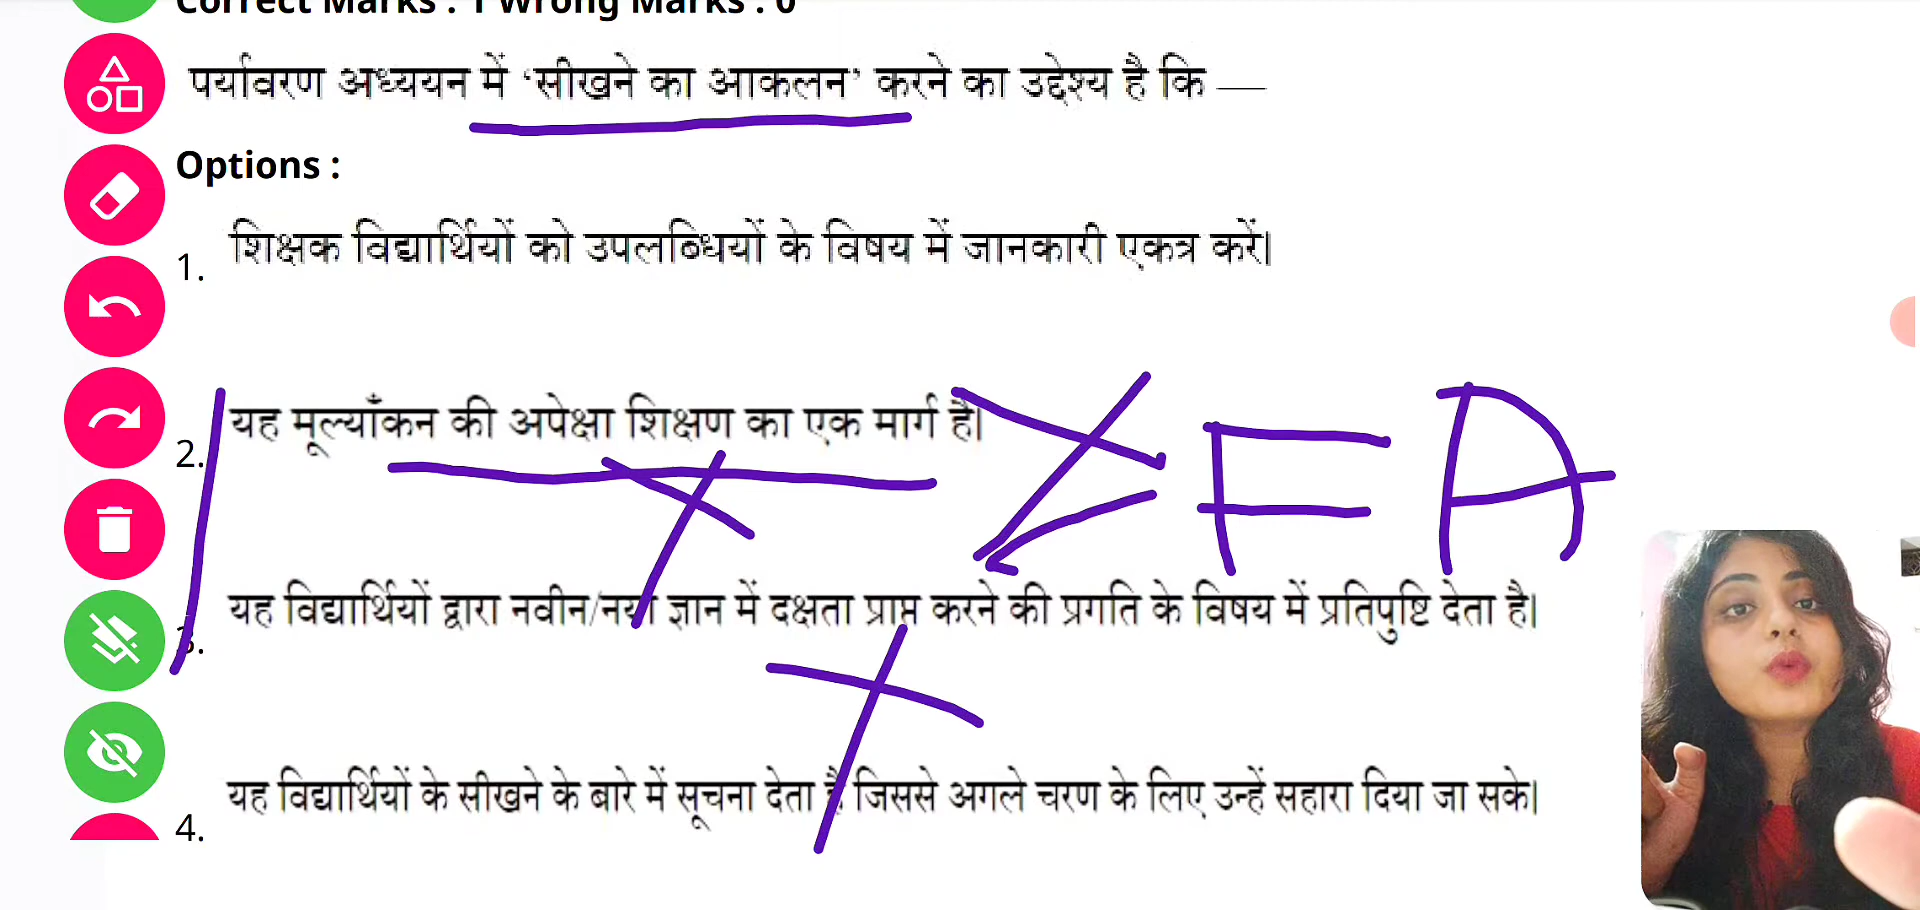 Correct Marks : 1 Wrong Marks : 0
पर्यावरण अध्ययन में ‘सीखने का आकलन’ करने का उद्देश्य है कि ___
Options :
1. शिक्षक विद्यार्थियों को उपलब्धियों के विषय में जानकारी एकत्र करें।
2. यह मूल्याँकन की अपेक्षा शिक्षण का एक मार्ग है।
FA
3. यह विद्यार्थियों द्वारा नवीन/नया ज्ञान में दक्षता प्राप्त करने की प्रगति के विषय में प्रतिपुष्टि देता है।
4. यह विद्यार्थियों के सीखने के बारे में सूचना देता है जिससे अगले चरण के लिए उन्हें सहारा दिया जा सके।